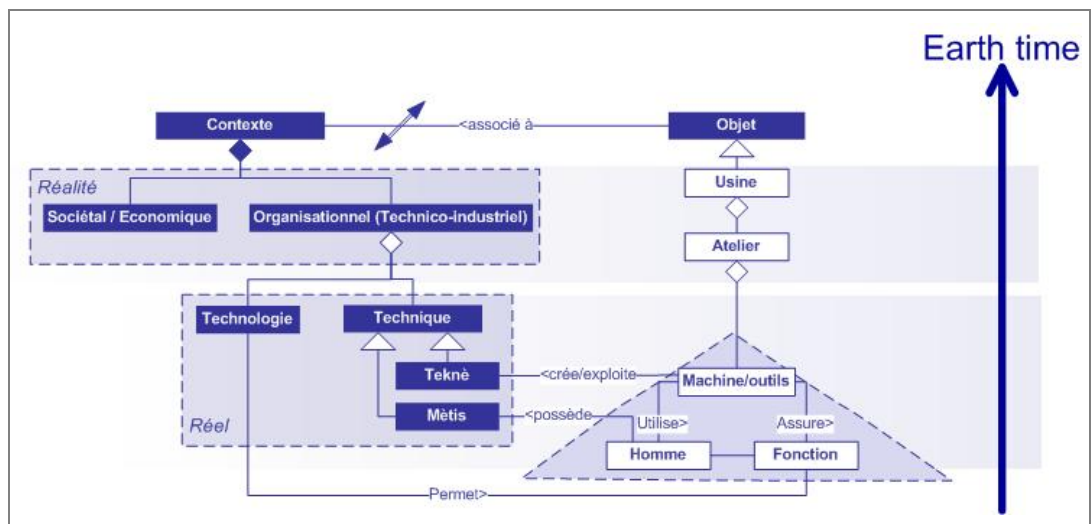 Earth time
Contexte
<associé à
Objet
Réalité
Usine
Sociétal / Economique
Organisationnel (Technico-industriel)
Atelier
Technologie
Technique
Teknè
<crée/exploite
Machine/outils
Mètis
<possède
Utilise>
Assure>
Réel
Homme
Fonction
Permet>